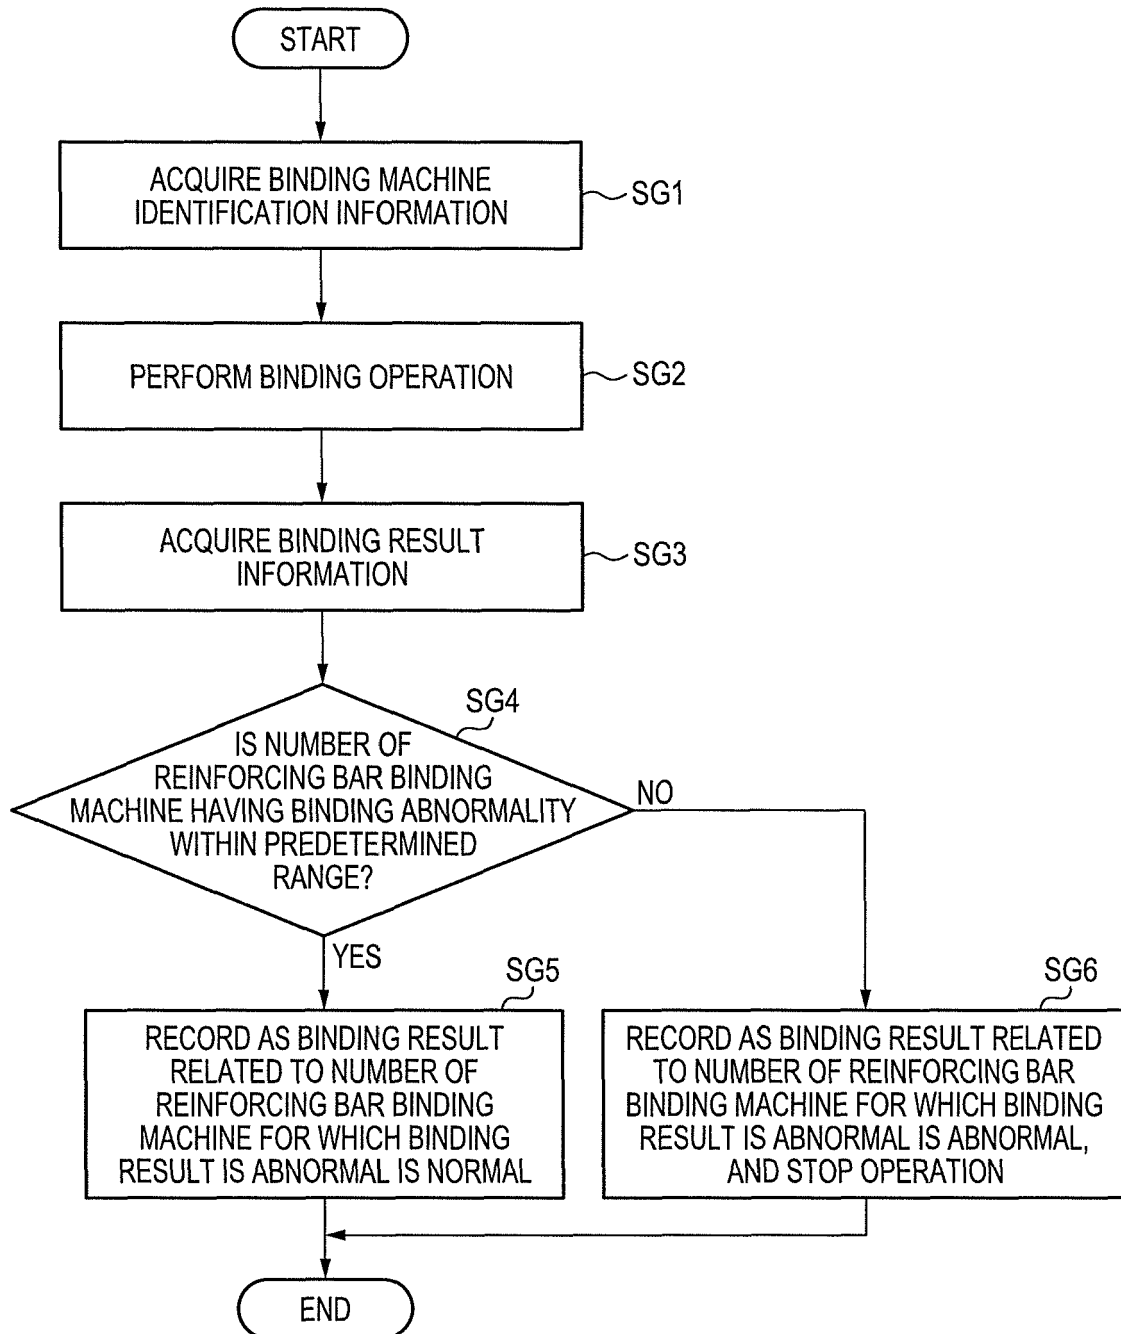 START
ACQUIRE BINDING MACHINE
IDENTIFICATION INFORMATION
SG1
PERFORM BINDING OPERATION
SG2
ACQUIRE BINDING RESULT
INFORMATION
SG3
SG4
IS NUMBER OF
REINFORCING BAR BINDING
MACHINE HAVING BINDING ABNORMALITY
WITHIN PREDETERMINED
RANGE?
NO
YES
SG5
RECORD AS BINDING RESULT
RELATED TO NUMBER OF
REINFORCING BAR BINDING
MACHINE FOR WHICH BINDING
RESULT IS ABNORMAL IS NORMAL
SG6
RECORD AS BINDING RESULT RELATED
TO NUMBER OF REINFORCING BAR
BINDING MACHINE FOR WHICH BINDING
RESULT IS ABNORMAL IS ABNORMAL,
AND STOP OPERATION
END